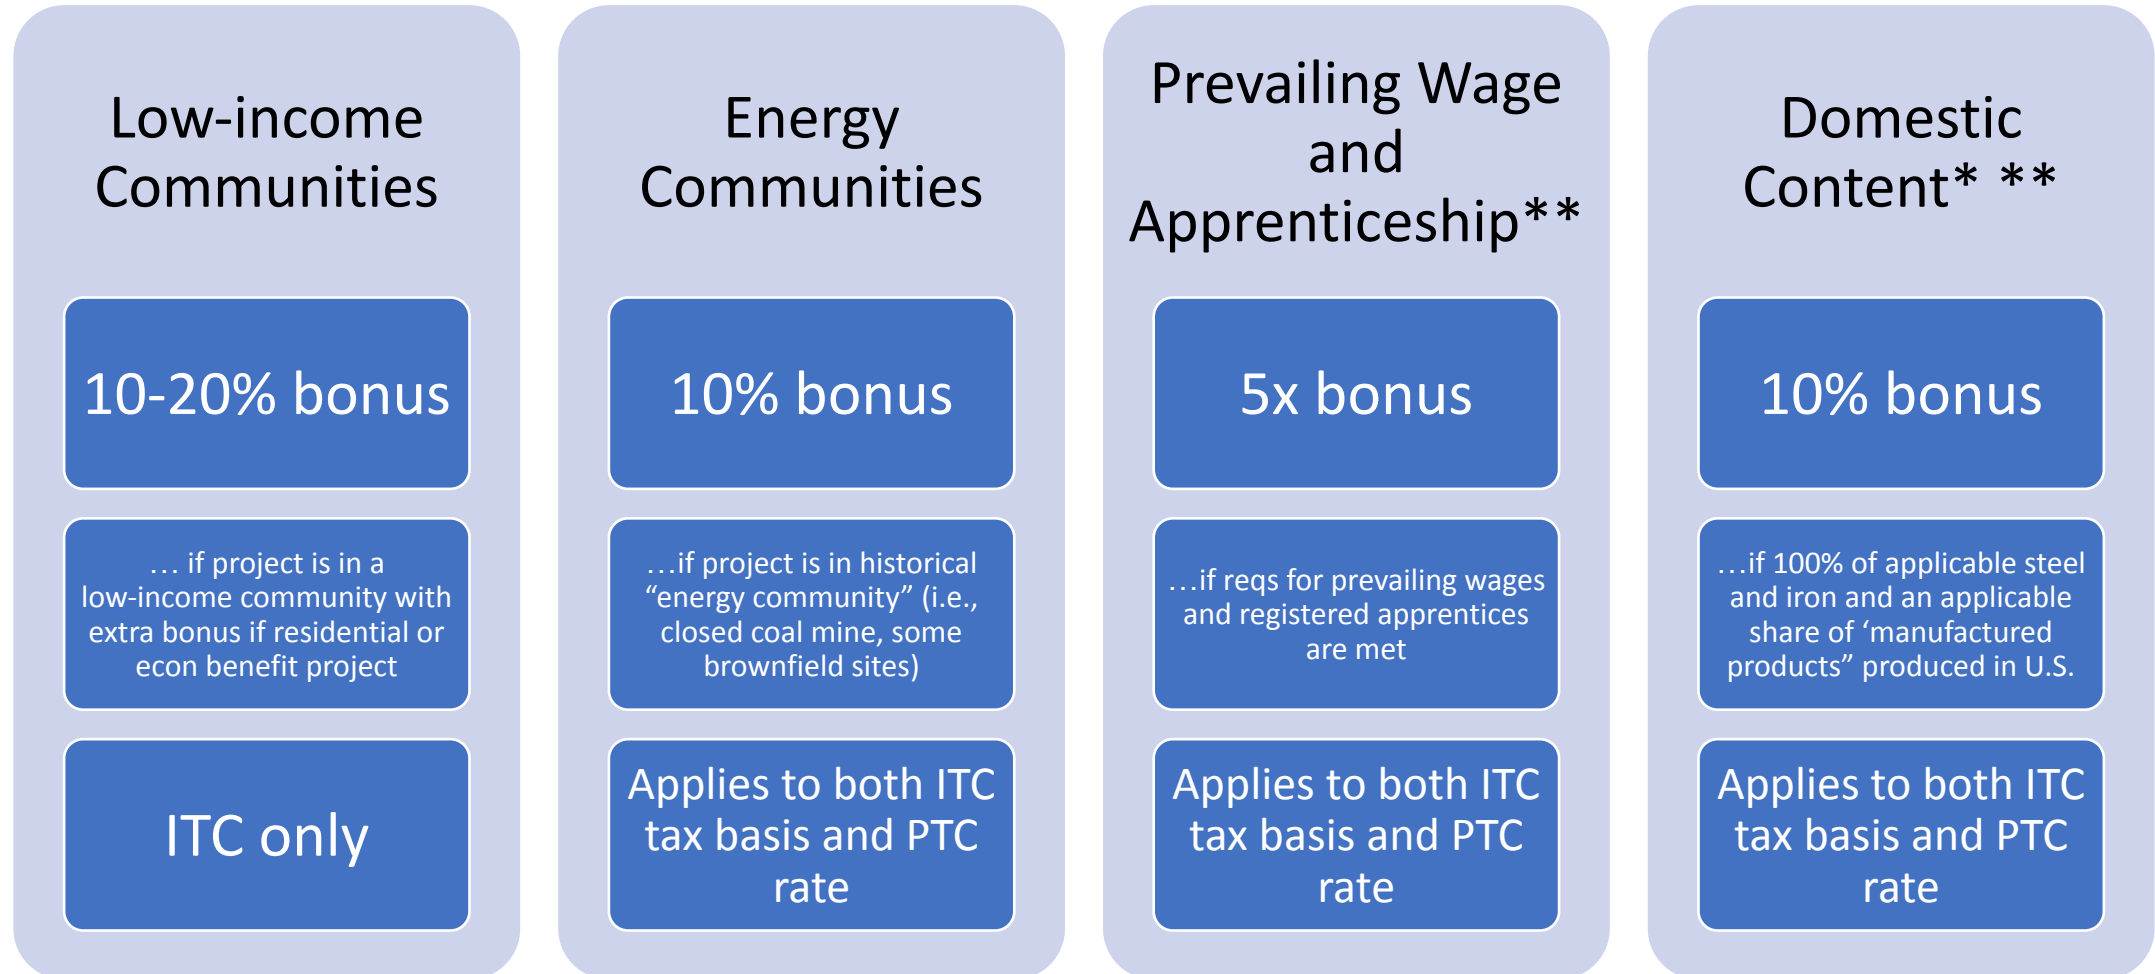 Low-income
Communities
10-20% bonus
… if project is in a
low-income community with
extra bonus if residential or
econ benefit project
ITC only
Energy
Communities
10% bonus
…if project is in historical
“energy community” (i.e.,
closed coal mine, some
brownfield sites)
Applies to both ITC
tax basis and PTC
rate
Prevailing Wage
and
Apprenticeship**
5x bonus
…if reqs for prevailing wages
and registered apprentices
are met
Applies to both ITC
tax basis and PTC
rate
Domestic
Content* **
10% bonus
…if 100% of applicable steel
and iron and an applicable
share of ‘manufactured
products” produced in U.S.
Applies to both ITC
tax basis and PTC
rate